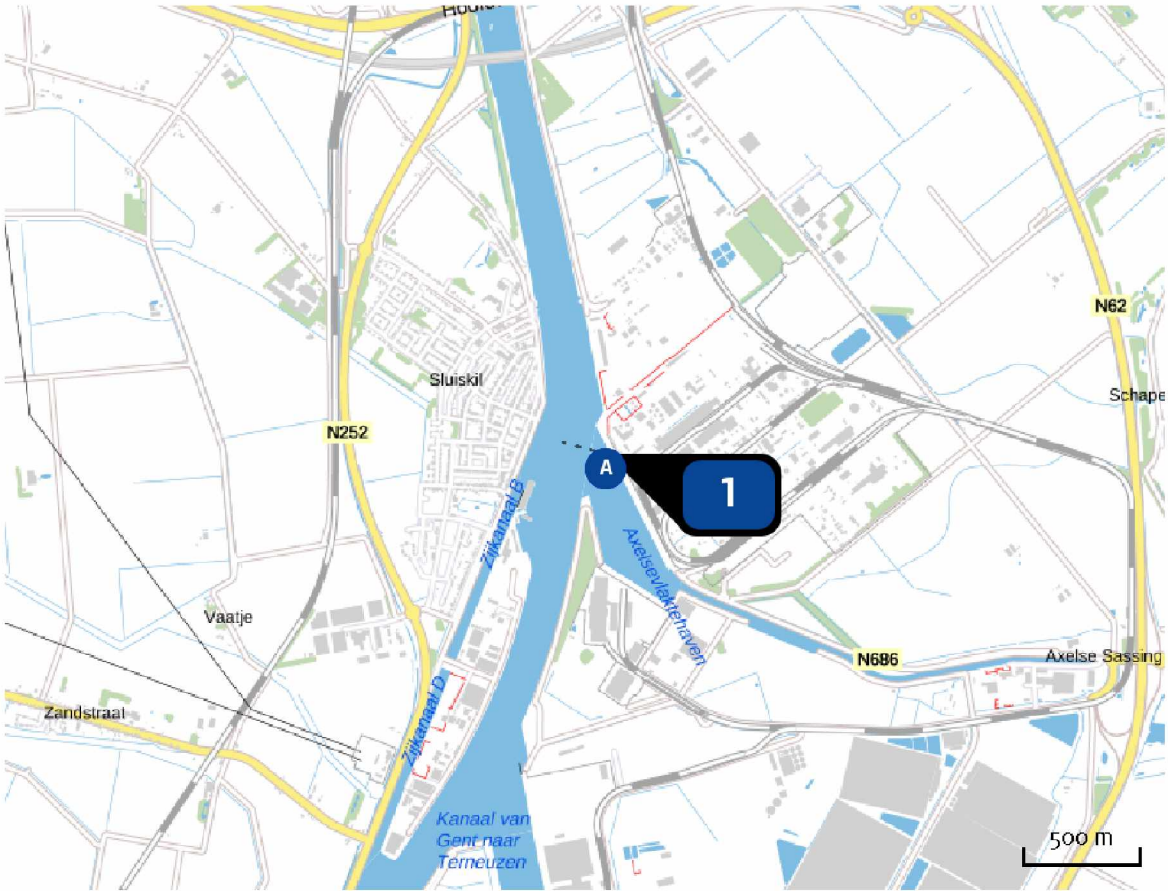 N62
Sluiskil
Schape
N252
A
1
Zijkanaal B
Axelsevlaktehaven
Vaatje
N686
Axelse Sassing
Zandstraat
Zijkanaal D
Kanaal van
Gent naar
Terneuzen
500 m